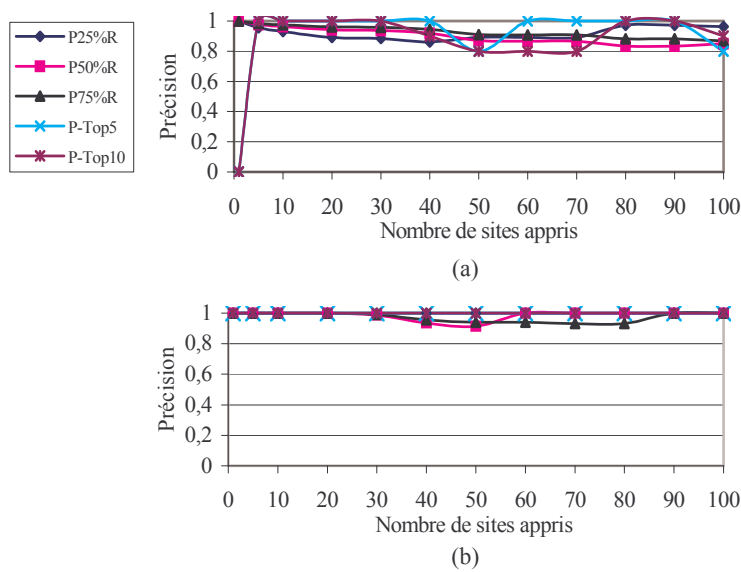 P25%R
P50%R
P75%R
P-Top5
P-Top10
Précision
1
0,8
0,6
0,4
0,2
0
0 10 20 30 40 50 60 70 80 90 100
Nombre de sites appris
(a)
Précision
1
0,8
0,6
0,4
0,2
0
0 10 20 30 40 50 60 70 80 90 100
Nombre de sites appris
(b)